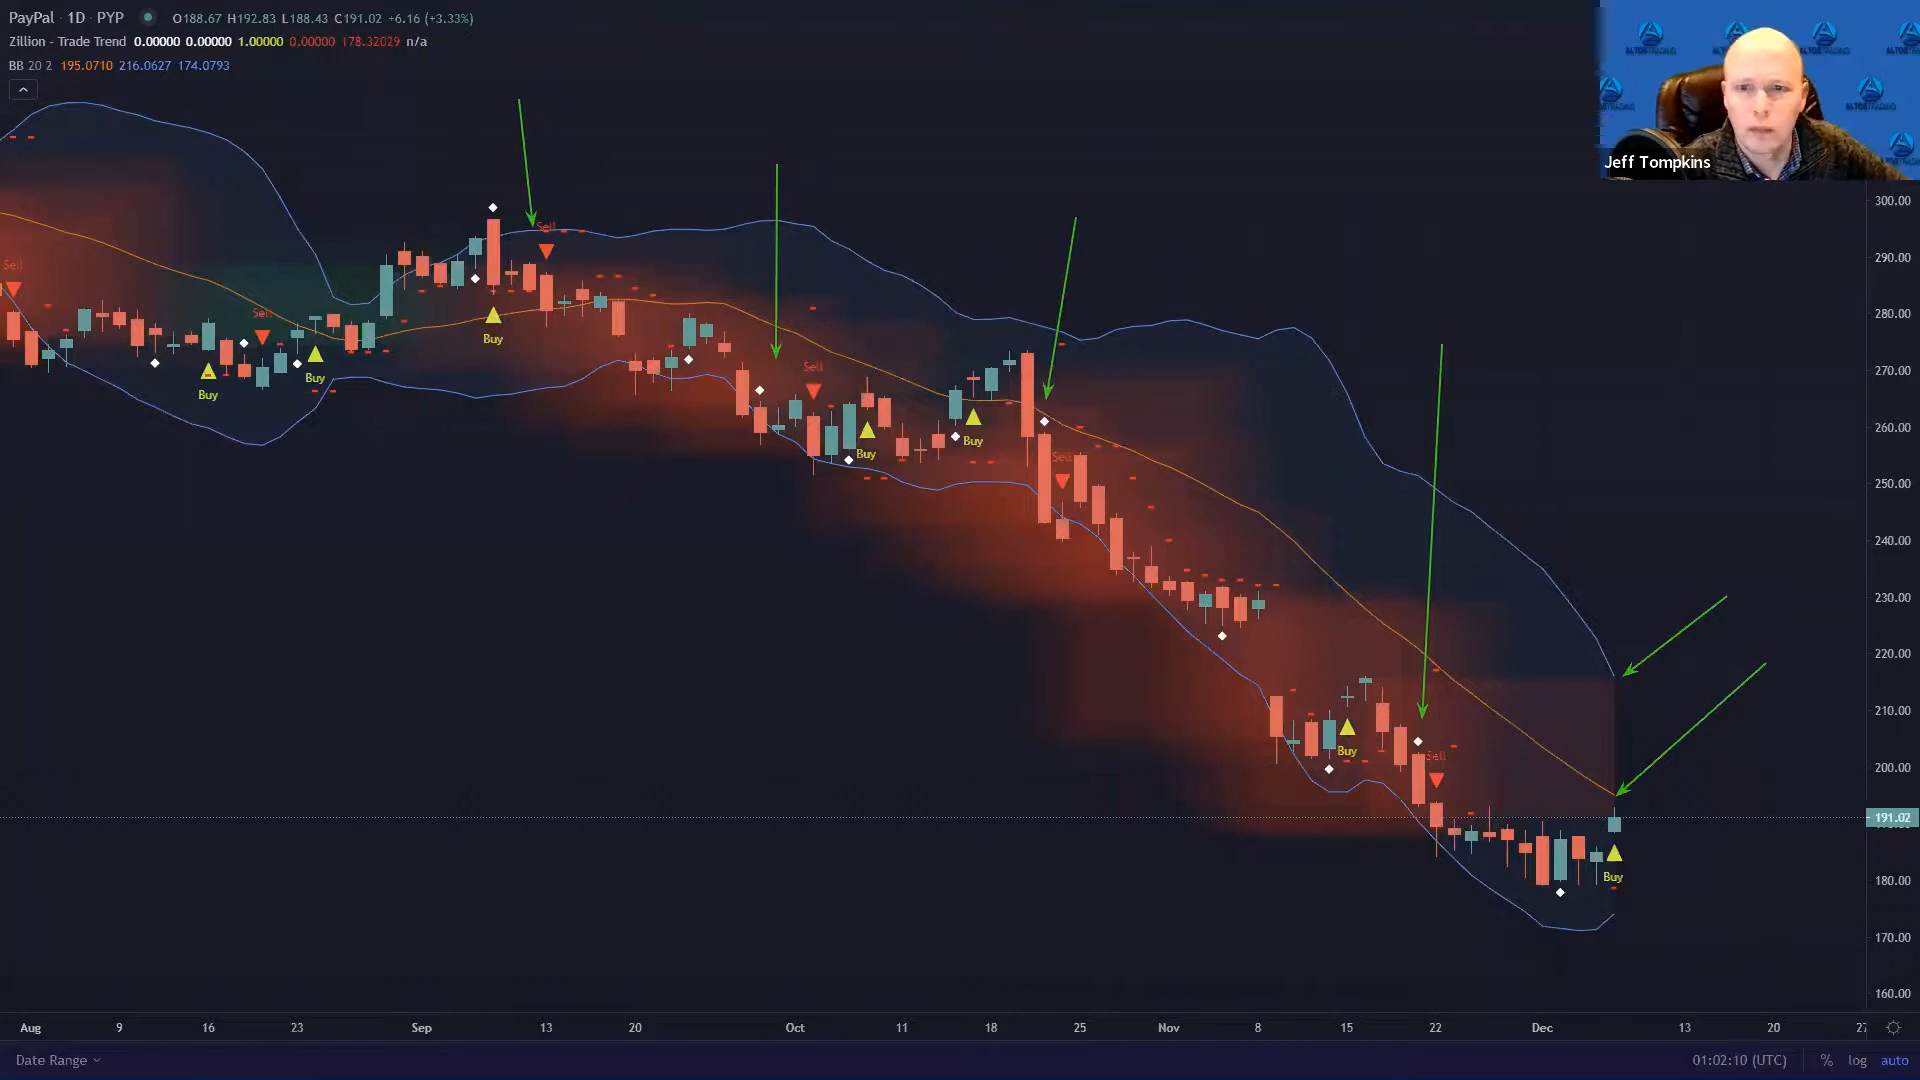 PayPal · 1D · PYP O188.67 H192.83 L188.43 C191.02 +6.16 (+3.33%)
Zillion - Trade Trend 0.00000 0.00000 1.00000 0.00000 178.32029 n/a
BB 20 2 195.0710 216.0627 174.0793
ALTOSTRADING
Jeff Tompkins
300.00
290.00
280.00
270.00
260.00
250.00
240.00
230.00
220.00
210.00
200.00
191.02
180.00
170.00
160.00
Sell
Sell
Sell
Sell
Sell
Sell
Buy
Buy
Buy
Buy
Buy
Buy
Buy
Aug 9 16 23 Sep 13 20 Oct 11 18 25 Nov 8 15 22 Dec 13 20 27
Date Range 01:02:10 (UTC) % log auto